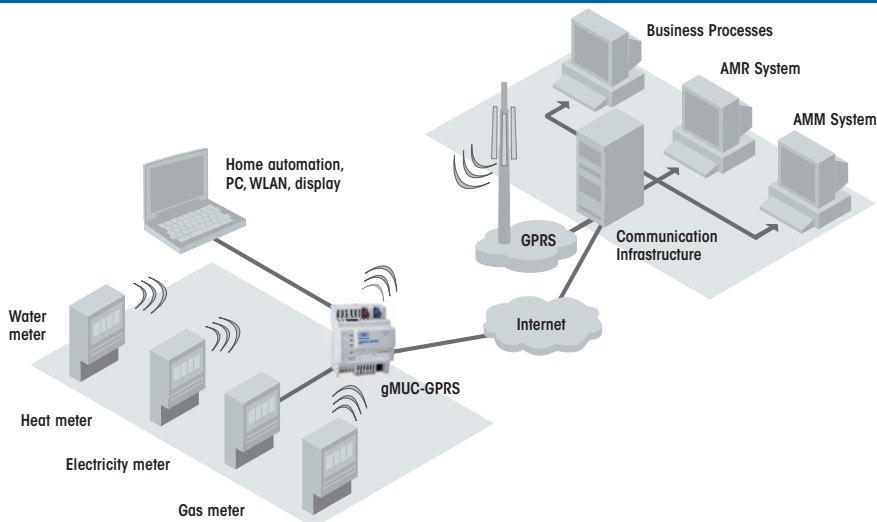 Business Processes
AMR System
AMM System
Home automation,
PC, WLAN, display
GPRS
Communication
Infrastructure
Water
meter
Internet
gMUC-GPRS
Heat meter
Electricity meter
Gas meter